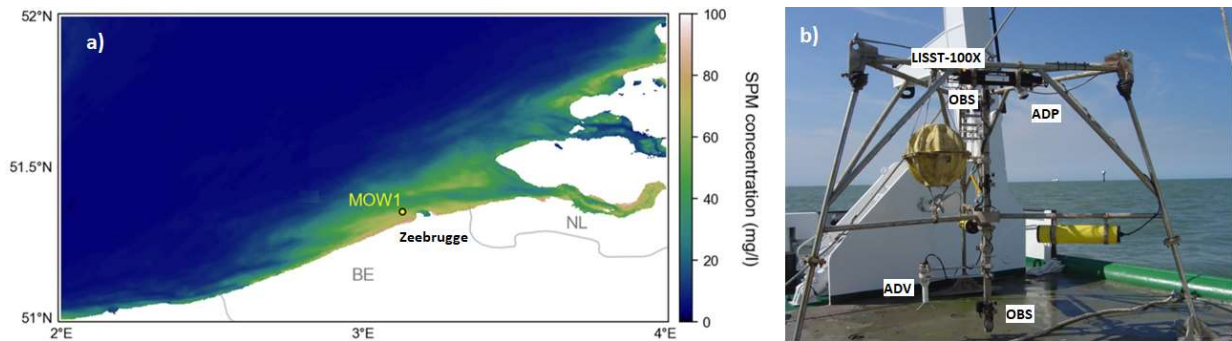 a)
52°N
51.5°N
51°N
2°E
3°E
4°E
MOW1
Zeebrugge
BE
NL
100
80
60
40
20
0
SPM concentration (mg/l)
b)
LISST-100X
OBS
ADP
ADV
OBS